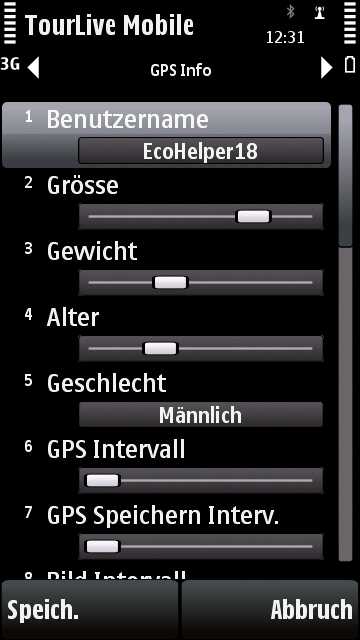 TourLive Mobile
12:31
3G
GPS Info
1 Benutzername
EcoHelper18
2 Grösse
3 Gewicht
4 Alter
5 Geschlecht
Männlich
6 GPS Intervall
7 GPS Speichern Interv.
8 Bild Intervall
Speich.
Abbruch